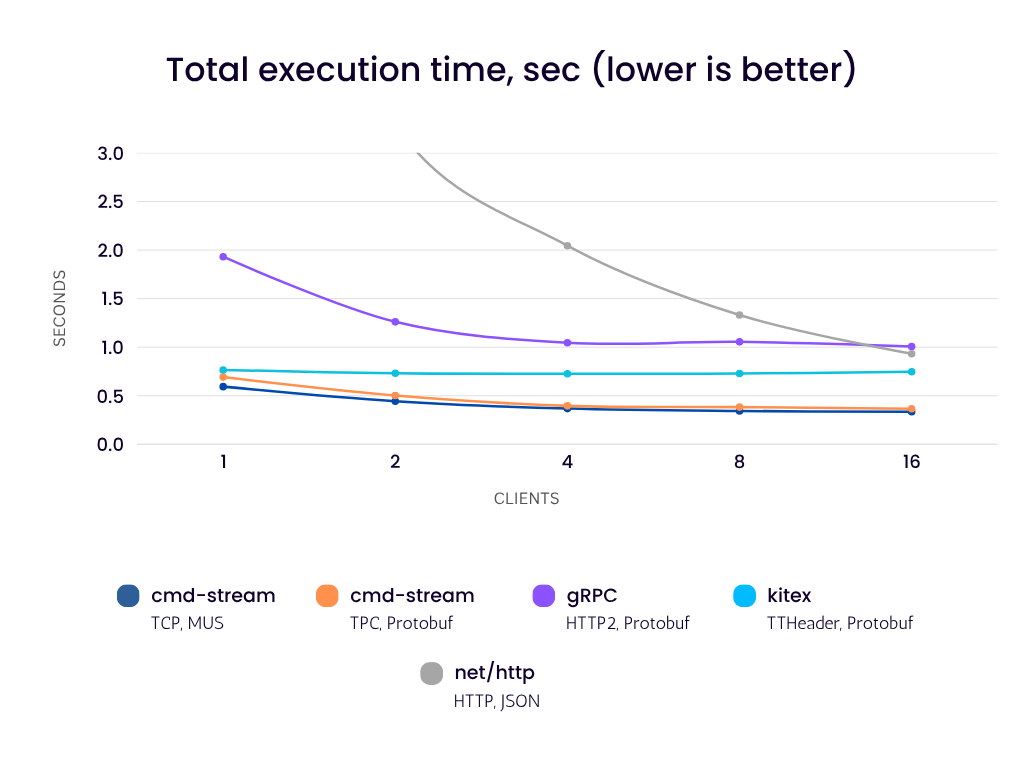 Total execution time, sec (lower is better)
3.0
2.5
2.0
1.5
1.0
0.5
0.0
SECONDS
1 2 4 8 16
CLIENTS
cmd-stream cmd-stream gRPC kitex
TCP, MUS TPC, Protobuf HTTP2, Protobuf TTHeader, Protobuf
net/http
HTTP, JSON